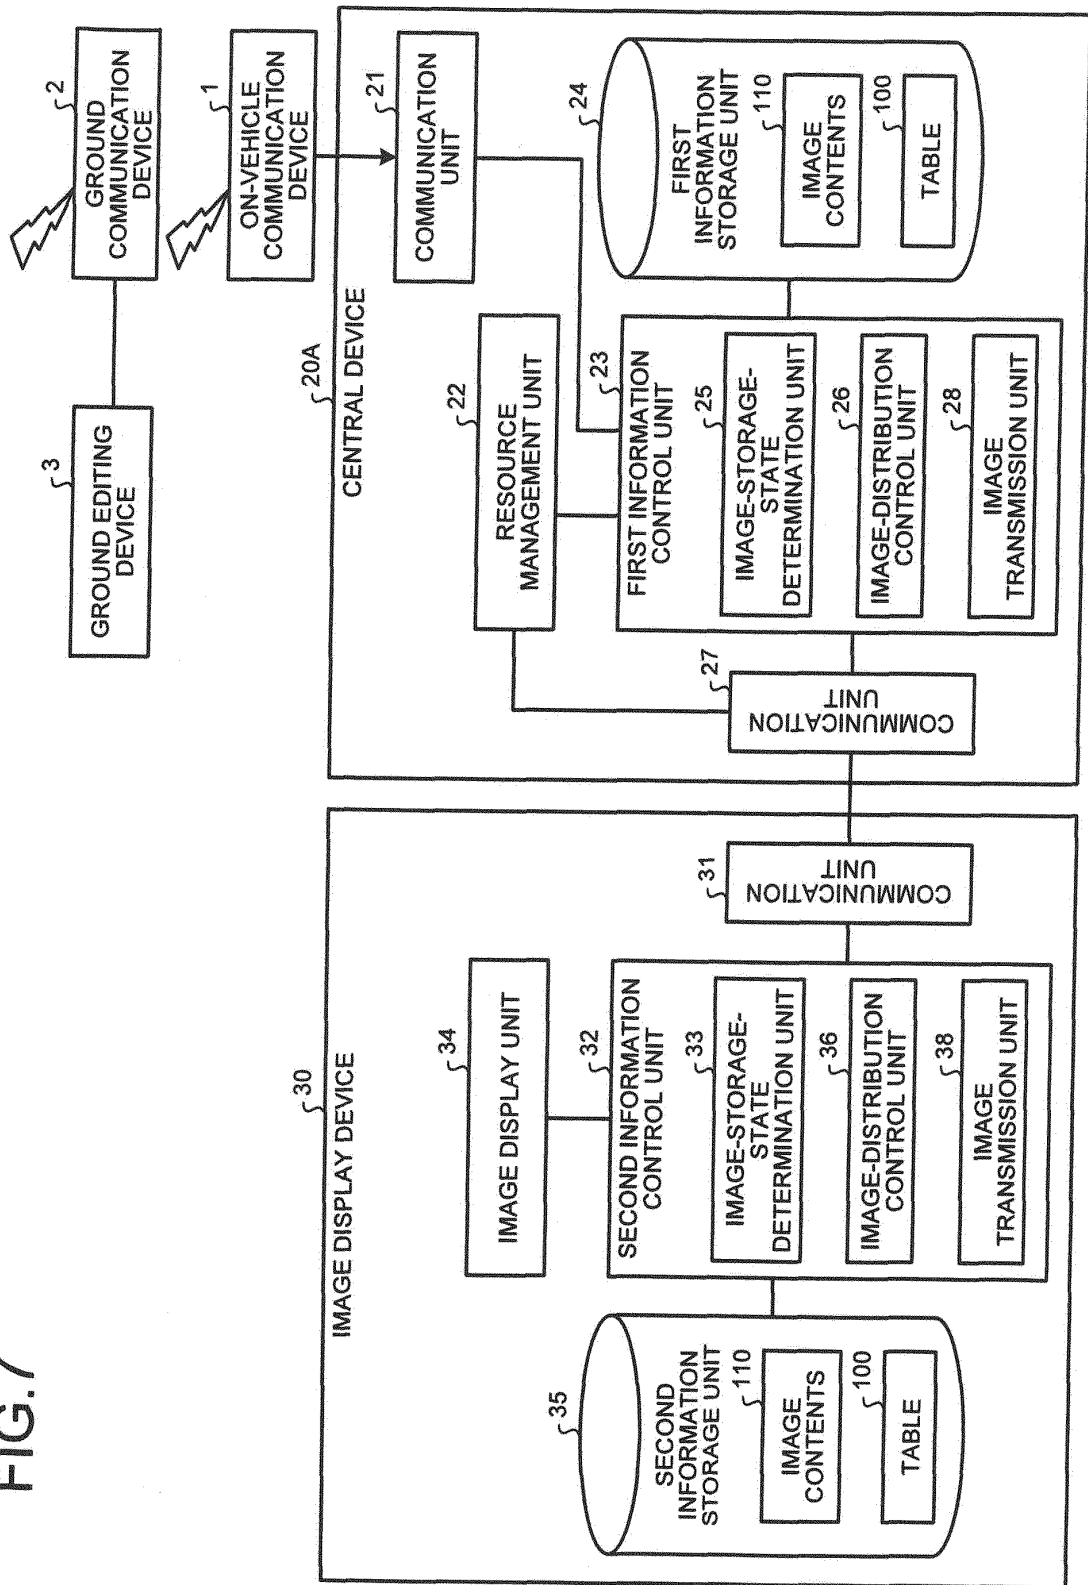 FIG.7
3
GROUND EDITING
DEVICE
2
GROUND
COMMUNICATION
DEVICE
1
ON-VEHICLE
COMMUNICATION
DEVICE
30
IMAGE DISPLAY DEVICE
34
IMAGE DISPLAY UNIT
35
SECOND
INFORMATION
STORAGE UNIT
110
IMAGE
CONTENTS
100
TABLE
32
SECOND INFORMATION
CONTROL UNIT
33
IMAGE-STORAGE-
STATE
DETERMINATION UNIT
36
IMAGE-DISTRIBUTION
CONTROL UNIT
38
IMAGE
TRANSMISSION UNIT
31
COMMUNICATION
UNIT
20A
CENTRAL DEVICE
21
COMMUNICATION
UNIT
22
RESOURCE
MANAGEMENT UNIT
27
COMMUNICATION
UNIT
23
FIRST INFORMATION
CONTROL UNIT
25
IMAGE-STORAGE-
STATE
DETERMINATION UNIT
26
IMAGE-DISTRIBUTION
CONTROL UNIT
28
IMAGE
TRANSMISSION UNIT
24
FIRST
INFORMATION
STORAGE UNIT
110
IMAGE
CONTENTS
100
TABLE